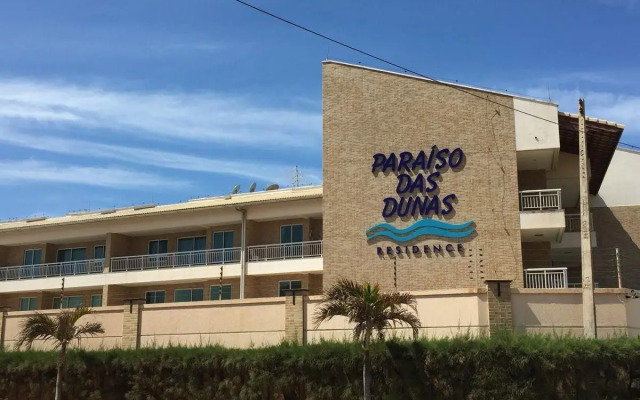 PARAÍSO
DAS
DUNAS
RESIDENCE